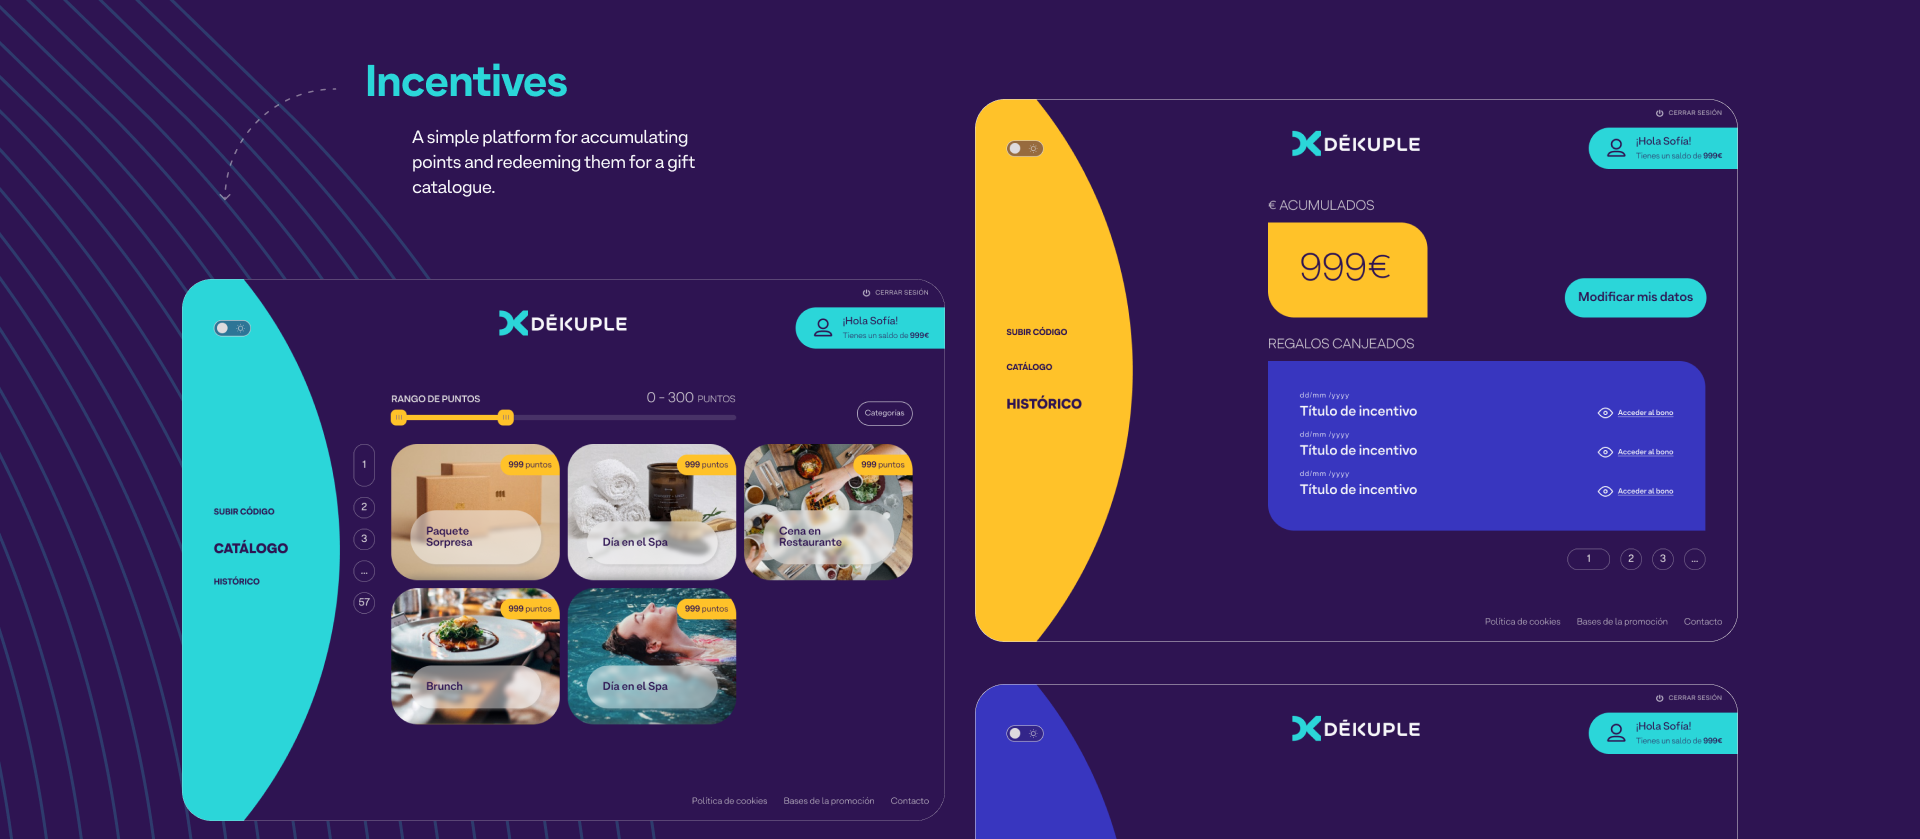 Incentives
A simple platform for accumulating
points and redeeming them for a gift
catalogue.
CERRAR SESIÓN
DÉKUPLE
¡Hola Sofía!
Tienes un saldo de 999€
RANGO DE PUNTOS
0 - 300 PUNTOS
Categorías
1
2
3
...
57
SUBIR CÓDIGO
CATÁLOGO
HISTÓRICO
999 puntos
Paquete
Sorpresa
999 puntos
Día en el Spa
999 puntos
Cena en
Restaurante
999 puntos
Brunch
999 puntos
Día en el Spa
Política de cookies
Bases de la promoción
Contacto
CERRAR SESIÓN
DÉKUPLE
¡Hola Sofía!
Tienes un saldo de 999€
SUBIR CÓDIGO
CATÁLOGO
HISTÓRICO
€ ACUMULADOS
999€
Modificar mis datos
REGALOS CANJEADOS
dd/mm /yyyy
Título de incentivo
Acceder al bono
dd/mm /yyyy
Título de incentivo
Acceder al bono
dd/mm /yyyy
Título de incentivo
Acceder al bono
1
2
3
...
Política de cookies
Bases de la promoción
Contacto
CERRAR SESIÓN
DÉKUPLE
¡Hola Sofía!
Tienes un saldo de 999€